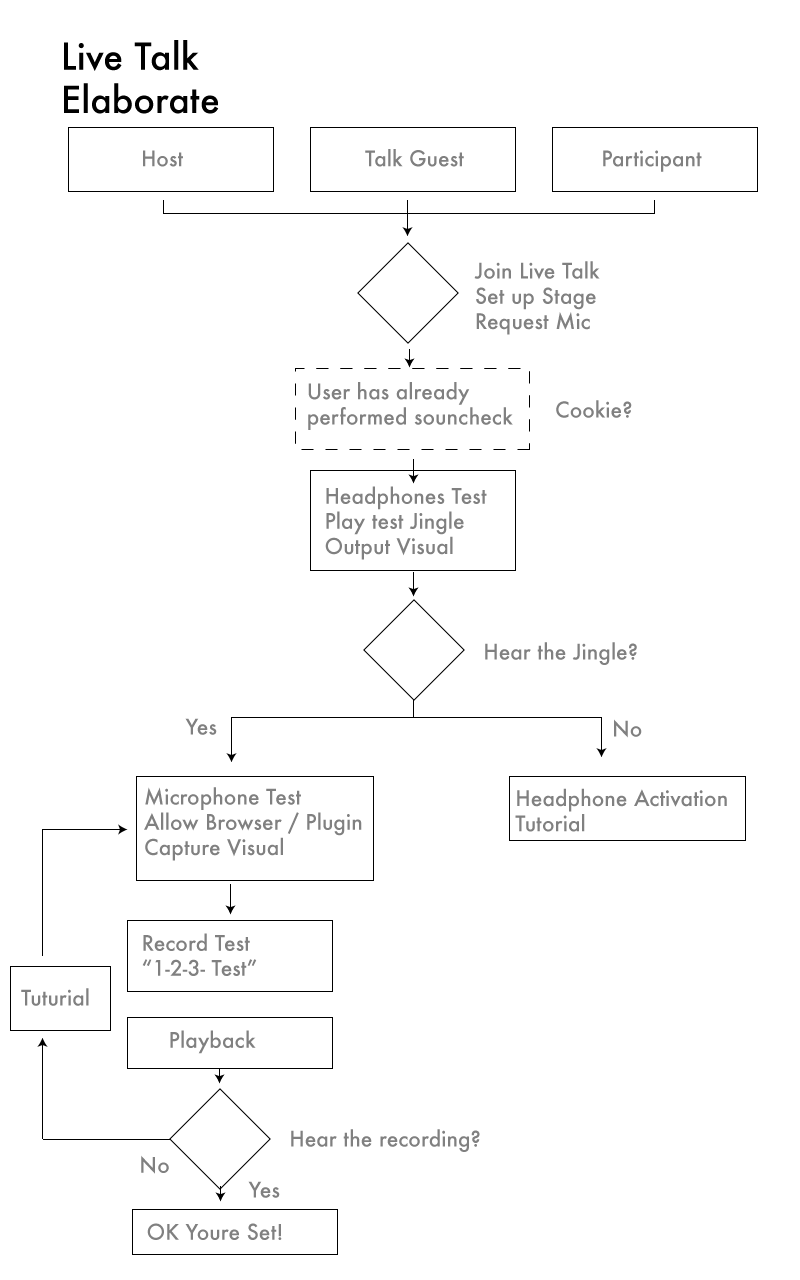 Live Talk
Elaborate
Host
Talk Guest
Participant
Join Live Talk
Set up Stage
Request Mic
User has already
performed souncheck
Cookie?
Headphones Test
Play test Jingle
Output Visual
Hear the Jingle?
Yes
No
Microphone Test
Allow Browser / Plugin
Capture Visual
Headphone Activation
Tutorial
Record Test
“1-2-3- Test”
Tuturial
Playback
Hear the recording?
No
Yes
OK Youre Set!